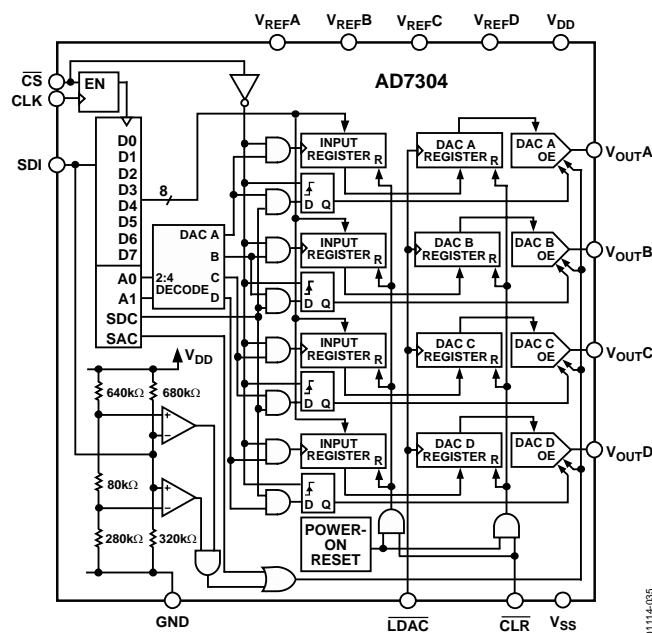 VREFA VREFB VREFC VREFD VDD
AD7304
CS
EN
CLK
SDI
D0
D1
D2
D3
D4
D5
D6
D7
A0
A1
SDC
SAC
8
2:4
DECODE
DAC A
B
C
D
INPUT
REGISTER R
D Q
DAC A
REGISTER R
DAC A
OE
VOUTA
INPUT
REGISTER R
D Q
DAC B
REGISTER R
DAC B
OE
VOUTB
INPUT
REGISTER R
D Q
DAC C
REGISTER R
DAC C
OE
VOUTC
INPUT
REGISTER R
D Q
DAC D
REGISTER R
DAC D
OE
VOUTD
VDD
640kΩ 680kΩ
+
–
80kΩ
+
–
280kΩ 320kΩ
POWER-
ON
RESET
GND LDAC CLR VSS
01114-035